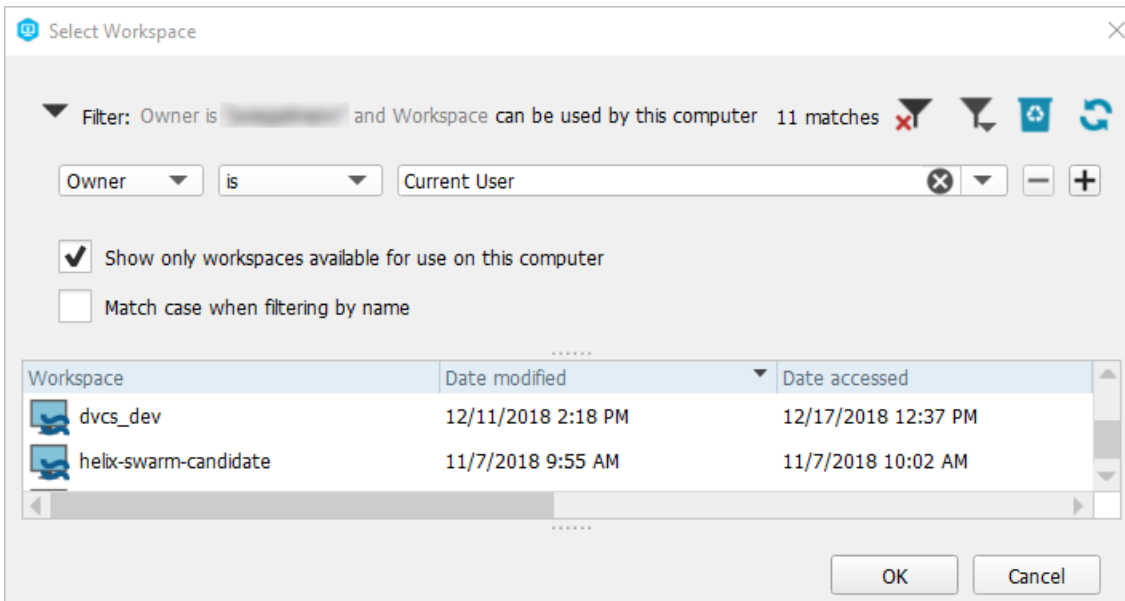 Select Workspace
Filter: Owner is and Workspace can be used by this computer 11 matches
Owner is Current User
Show only workspaces available for use on this computer
Match case when filtering by name
Workspace Date modified Date accessed
dvcs_dev 12/11/2018 2:18 PM 12/17/2018 12:37 PM
helix-swarm-candidate 11/7/2018 9:55 AM 11/7/2018 10:02 AM
OK Cancel